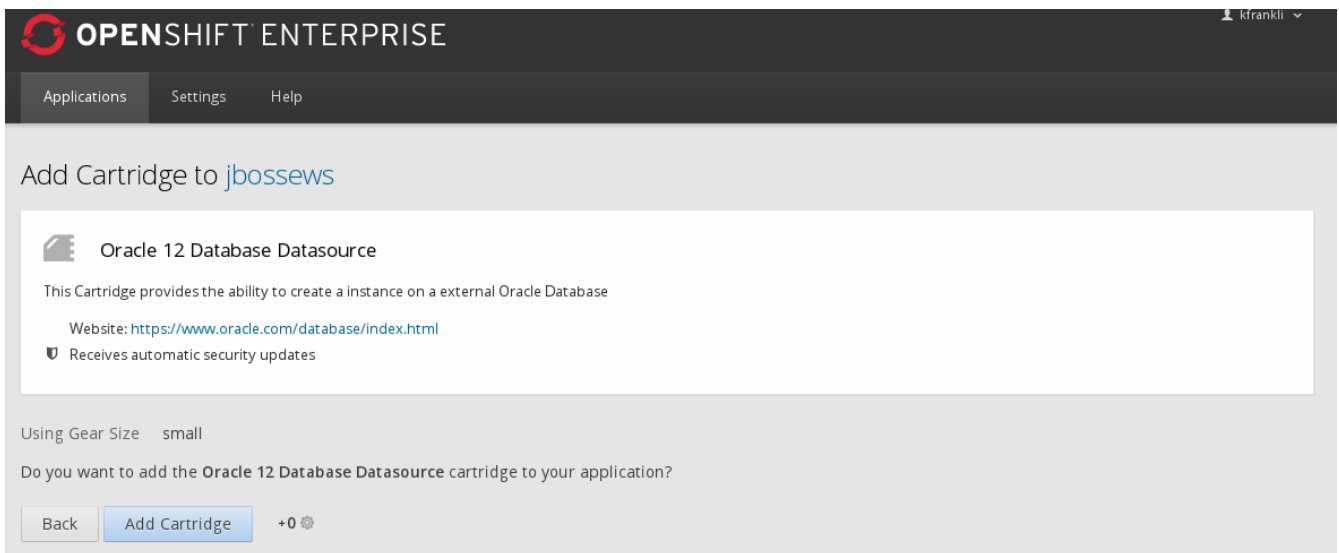 kfrankli
OPENSHIFT ENTERPRISE
Applications Settings Help
Add Cartridge to jbossews
Oracle 12 Database Datasource
This Cartridge provides the ability to create a instance on a external Oracle Database
Website: https://www.oracle.com/database/index.html
Receives automatic security updates
Using Gear Size small
Do you want to add the Oracle 12 Database Datasource cartridge to your application?
Back Add Cartridge +0